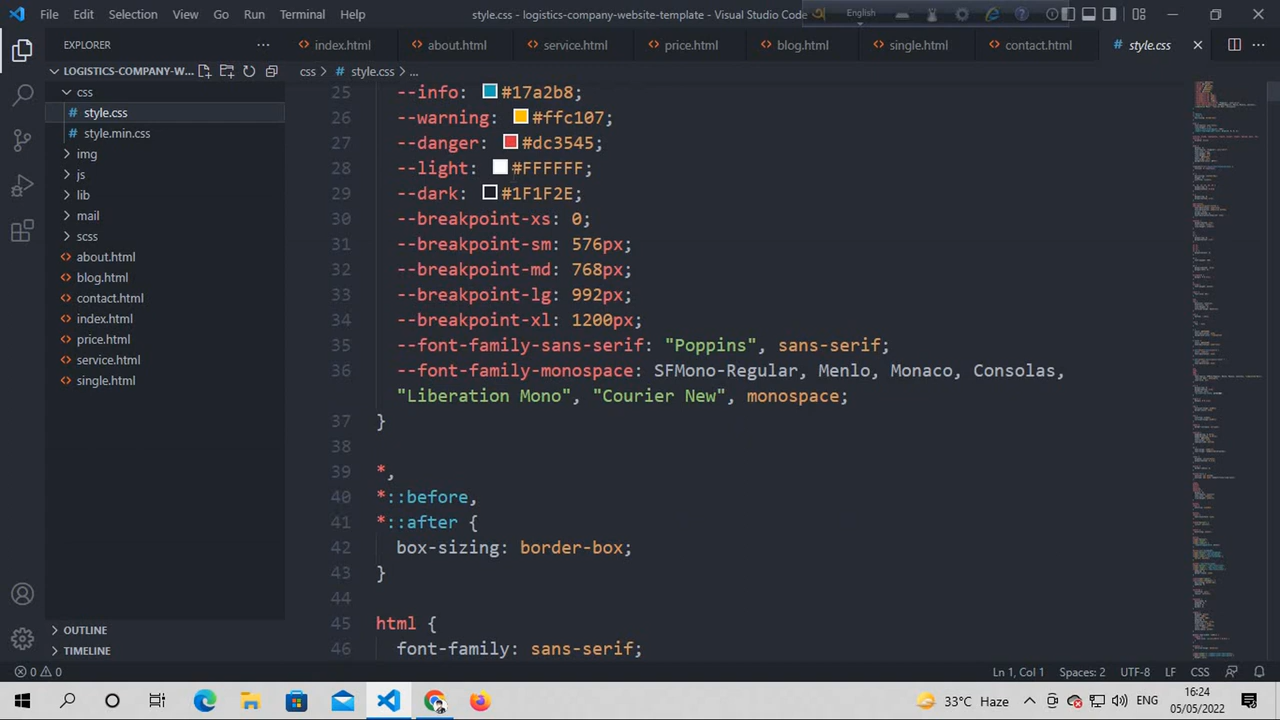 File Edit Selection View Go Run Terminal Help
style.css - logistics-company-website-template - Visual Studio Code
English
EXPLORER
index.html about.html service.html price.html blog.html single.html contact.html style.css
LOGISTICS-COMPANY-W...
css
style.css
style.min.css
img
js
lib
mail
scss
about.html
blog.html
contact.html
index.html
price.html
service.html
single.html
OUTLINE
TIMELINE
css > # style.css > ...
25 --info: #17a2b8;
26 --warning: #ffc107;
27 --danger: #dc3545;
28 --light: #FFFFFF;
29 --dark: #1F1F2E;
30 --breakpoint-xs: 0;
31 --breakpoint-sm: 576px;
32 --breakpoint-md: 768px;
33 --breakpoint-lg: 992px;
34 --breakpoint-xl: 1200px;
35 --font-family-sans-serif: "Poppins", sans-serif;
36 --font-family-monospace: SFMono-Regular, Menlo, Monaco, Consolas,
"Liberation Mono", "Courier New", monospace;
37 }
38
39 *,
40 *::before,
41 *::after {
42 box-sizing: border-box;
43 }
44
45 html {
46 font-family: sans-serif;
0 0
Ln 1, Col 1 Spaces: 2 UTF-8 LF CSS
33°C Haze ENG 16:24
05/05/2022